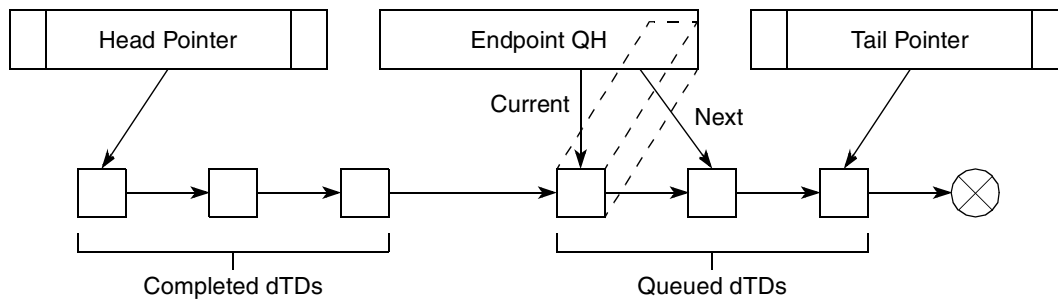 Head Pointer
Endpoint QH
Tail Pointer
Current
Next
Completed dTDs
Queued dTDs